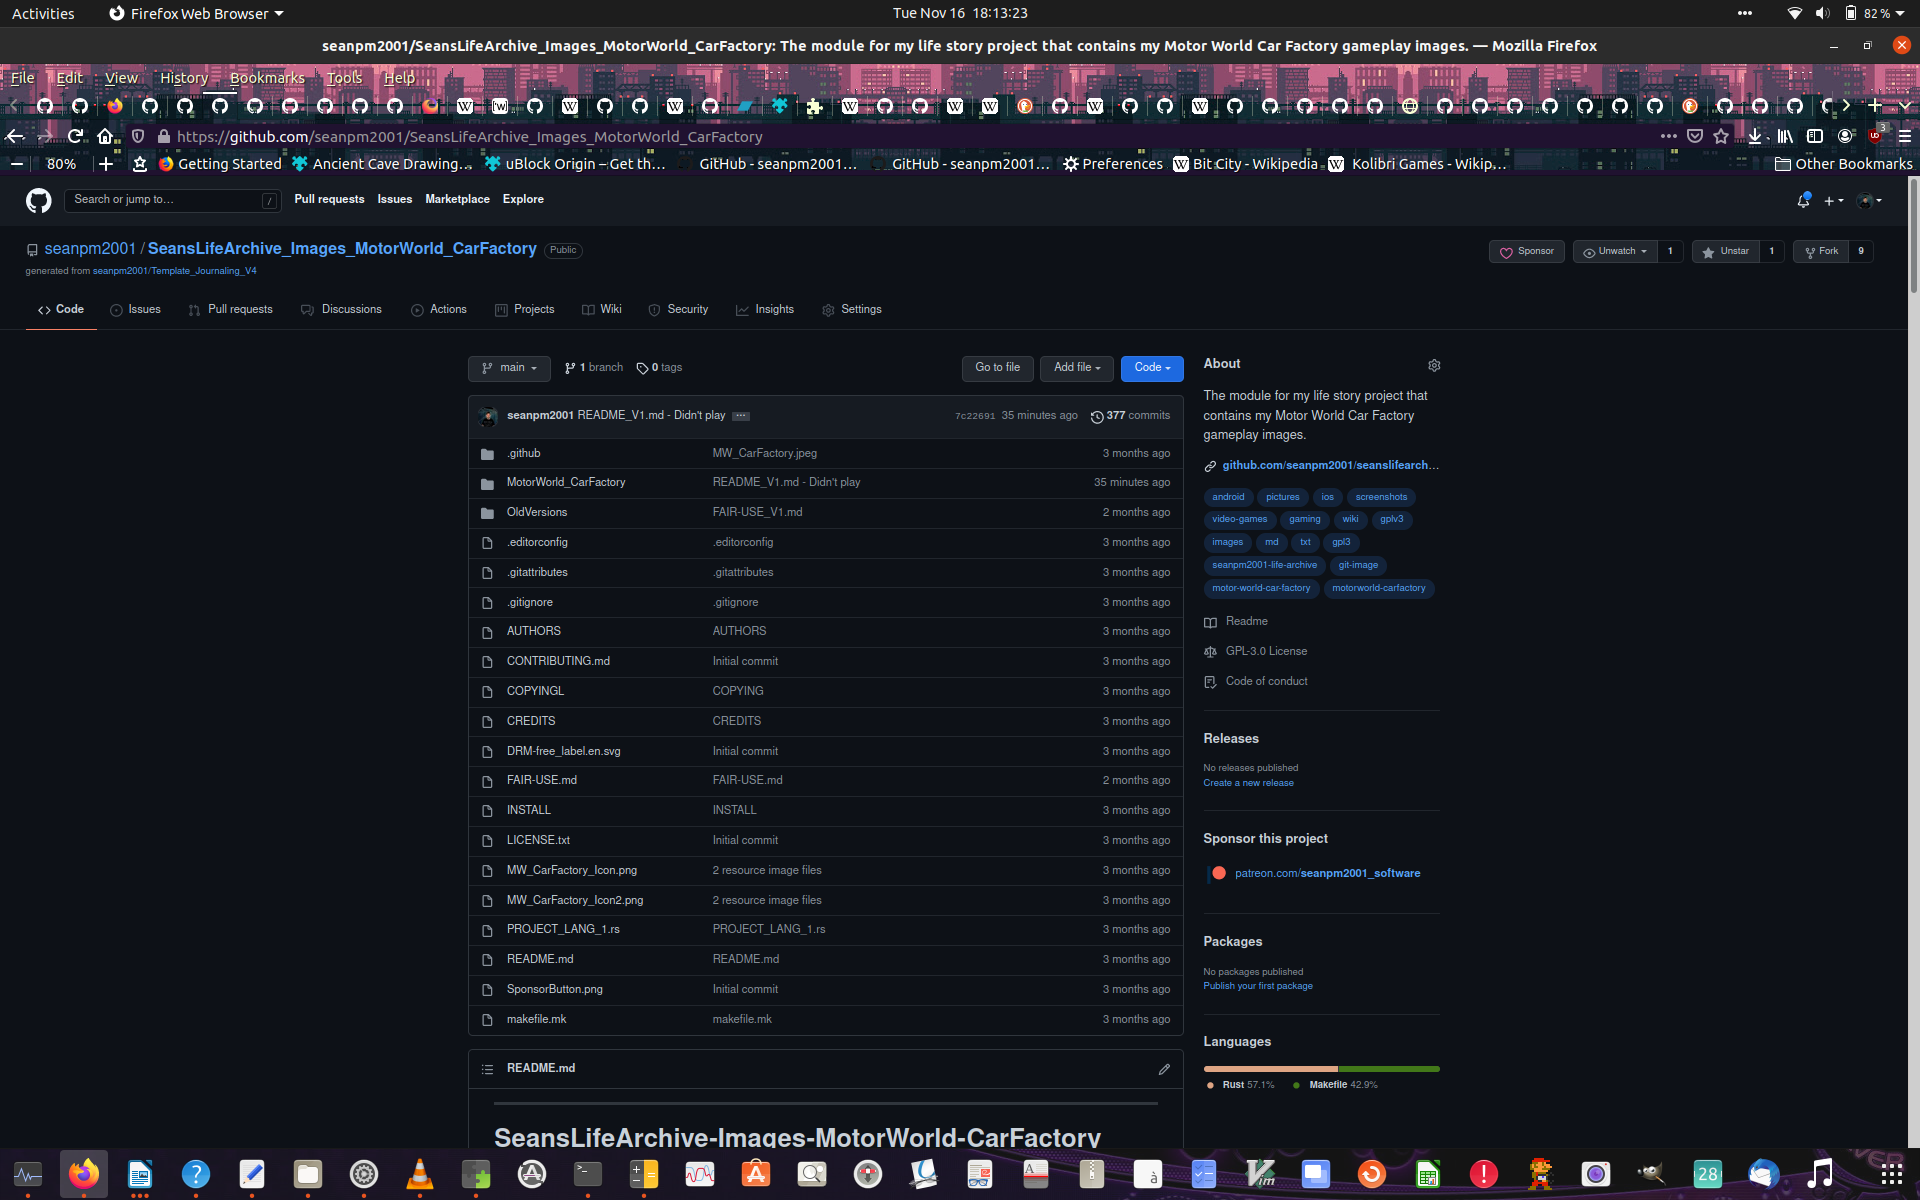 Activities Firefox Web Browser Tue Nov 16 18:13:23 82 %
seanpm2001/SeansLifeArchive_Images_MotorWorld_CarFactory: The module for my life story project that contains my Motor World Car Factory gameplay images. — Mozilla Firefox
File Edit View History Bookmarks Tools Help
https://github.com/seanpm2001/SeansLifeArchive_Images_MotorWorld_CarFactory 3
80% Getting Started Ancient Cave Drawing… uBlock Origin – Get th… GitHub - seanpm2001… GitHub - seanpm2001… Preferences Bit City - Wikipedia Kolibri Games - Wikip… Other Bookmarks
Search or jump to… / Pull requests Issues Marketplace Explore
seanpm2001 / SeansLifeArchive_Images_MotorWorld_CarFactory Public Sponsor Unwatch 1 Unstar 1 Fork 9
generated from seanpm2001/Template_Journaling_V4
Code Issues Pull requests Discussions Actions Projects Wiki Security Insights Settings
main 1 branch 0 tags Go to file Add file Code
seanpm2001 README_V1.md - Didn't play ··· 7c22691 35 minutes ago 377 commits
.github MW_CarFactory.jpeg 3 months ago
MotorWorld_CarFactory README_V1.md - Didn't play 35 minutes ago
OldVersions FAIR-USE_V1.md 2 months ago
.editorconfig .editorconfig 3 months ago
.gitattributes .gitattributes 3 months ago
.gitignore .gitignore 3 months ago
AUTHORS AUTHORS 3 months ago
CONTRIBUTING.md Initial commit 3 months ago
COPYINGL COPYING 3 months ago
CREDITS CREDITS 3 months ago
DRM-free_label.en.svg Initial commit 3 months ago
FAIR-USE.md FAIR-USE.md 2 months ago
INSTALL INSTALL 3 months ago
LICENSE.txt Initial commit 3 months ago
MW_CarFactory_Icon.png 2 resource image files 3 months ago
MW_CarFactory_Icon2.png 2 resource image files 3 months ago
PROJECT_LANG_1.rs PROJECT_LANG_1.rs 3 months ago
README.md README.md 3 months ago
SponsorButton.png Initial commit 3 months ago
makefile.mk makefile.mk 3 months ago
README.md
SeansLifeArchive-Images-MotorWorld-CarFactory
About
The module for my life story project that
contains my Motor World Car Factory
gameplay images.
github.com/seanpm2001/seanslifearch…
android pictures ios screenshots
video-games gaming wiki gplv3
images md txt gpl3
seanpm2001-life-archive git-image
motor-world-car-factory motorworld-carfactory
Readme
GPL-3.0 License
Code of conduct
Releases
No releases published
Create a new release
Sponsor this project
patreon.com/seanpm2001_software
Packages
No packages published
Publish your first package
Languages
Rust 57.1% Makefile 42.9%
28